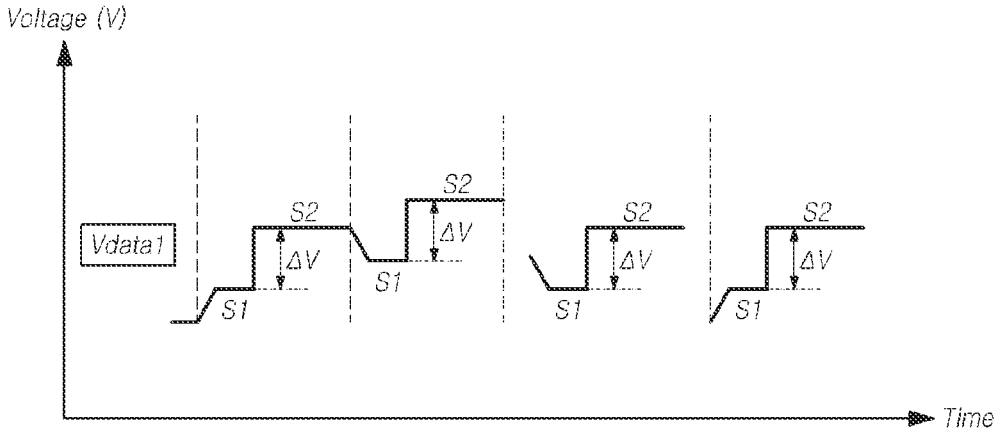 Voltage (V)
S2
S2
S2
S2
Vdata1
ΔV
ΔV
ΔV
ΔV
S1
S1
S1
S1
Time